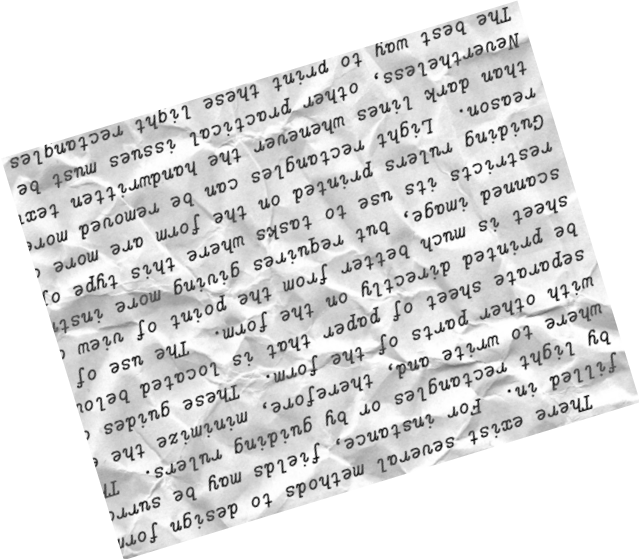 There exist several methods to design form
filled in. For instance, fields may be surr
by light rectangles or by guiding rulers. Th
where to write and, therefore, minimize the
with other parts of the form. These guides
separate sheet of paper that is located belo
be printed directly on the form. The use of
sheet is much better from the point of view
scanned image, but requires giving more instr
restricts its use to tasks where this type of
Guiding rulers printed on the form are more
reason. Light rectangles can be removed more
than dark lines whenever the handwritten text
Nevertheless, other practical issues must be
The best way to print these light rectangles